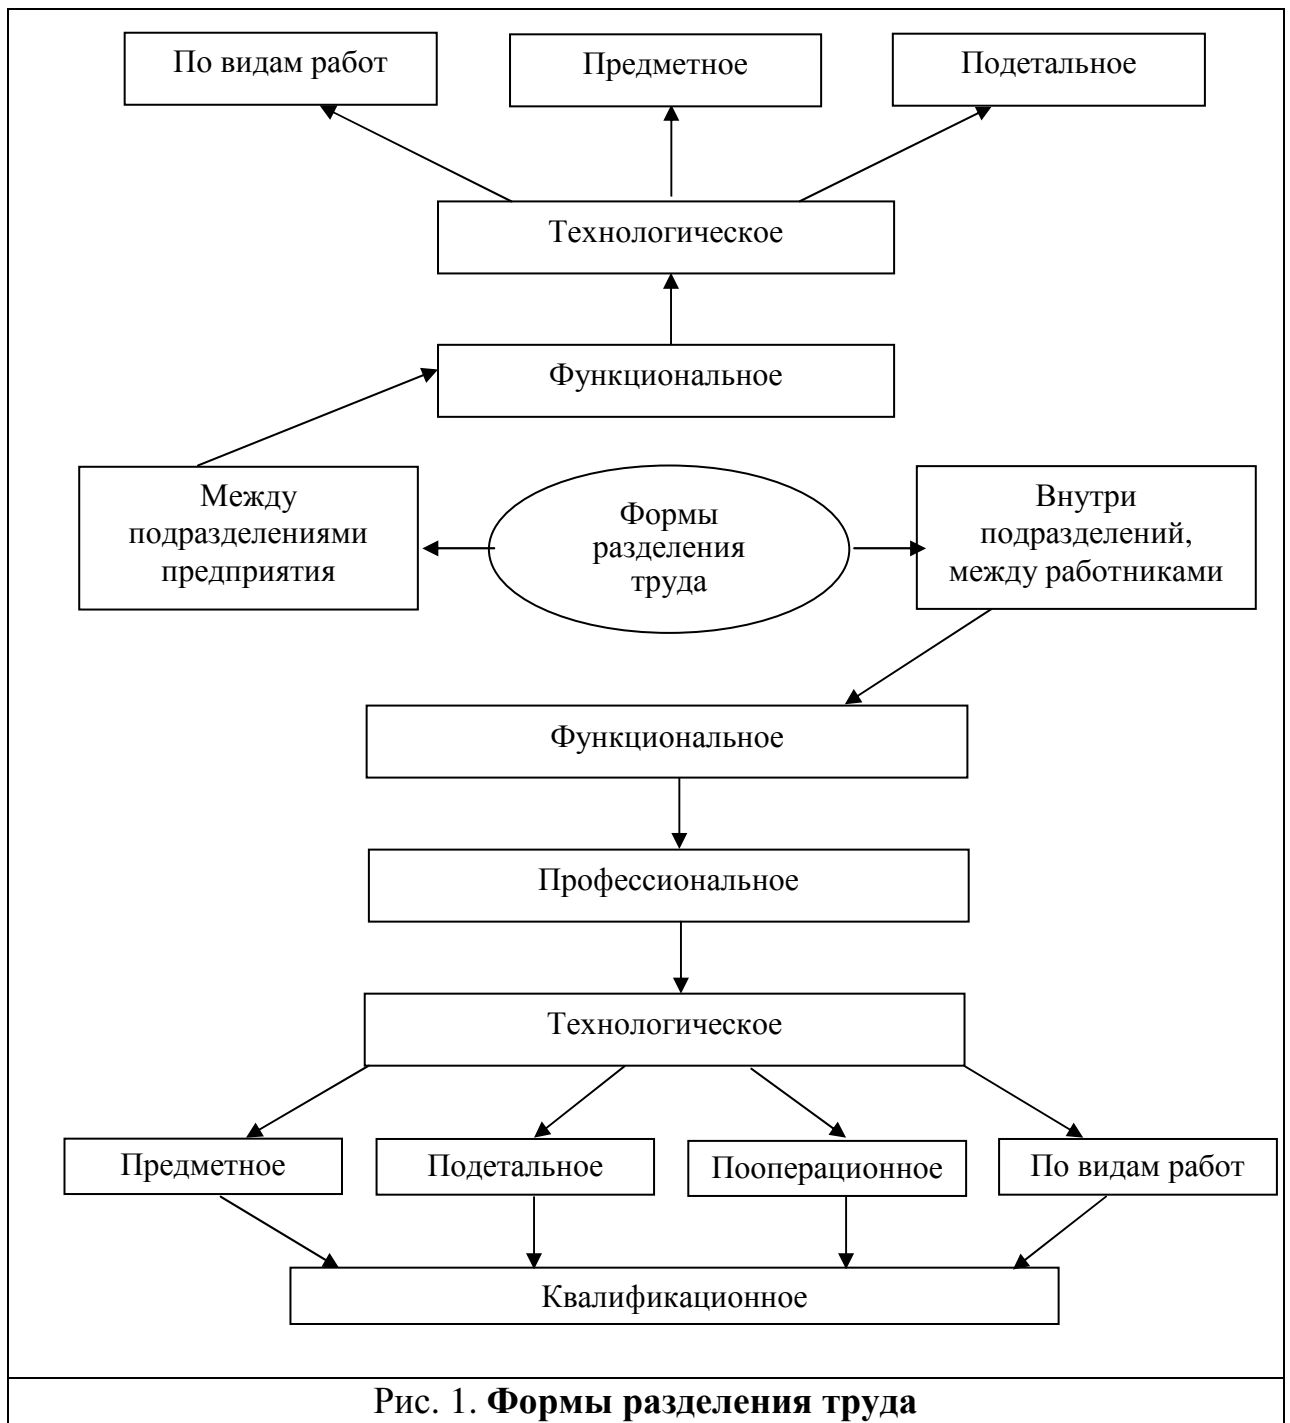 По видам работ
Предметное
Подетальное
Технологическое
Функциональное
Между
подразделениями
предприятия
Формы
разделения
труда
Внутри
подразделений,
между работниками
Функциональное
Профессиональное
Технологическое
Предметное
Подетальное
Пооперационное
По видам работ
Квалификационное
Рис. 1. Формы разделения труда